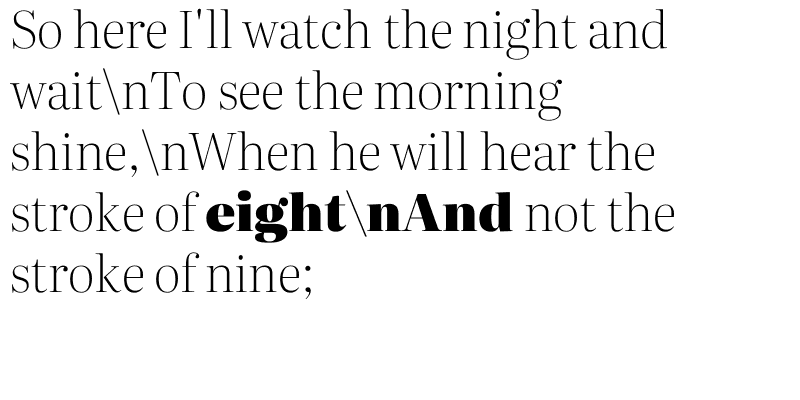 So here I'll watch the night and
wait\nTo see the morning
shine,\nWhen he will hear the
stroke of eight\nAnd not the
stroke of nine;